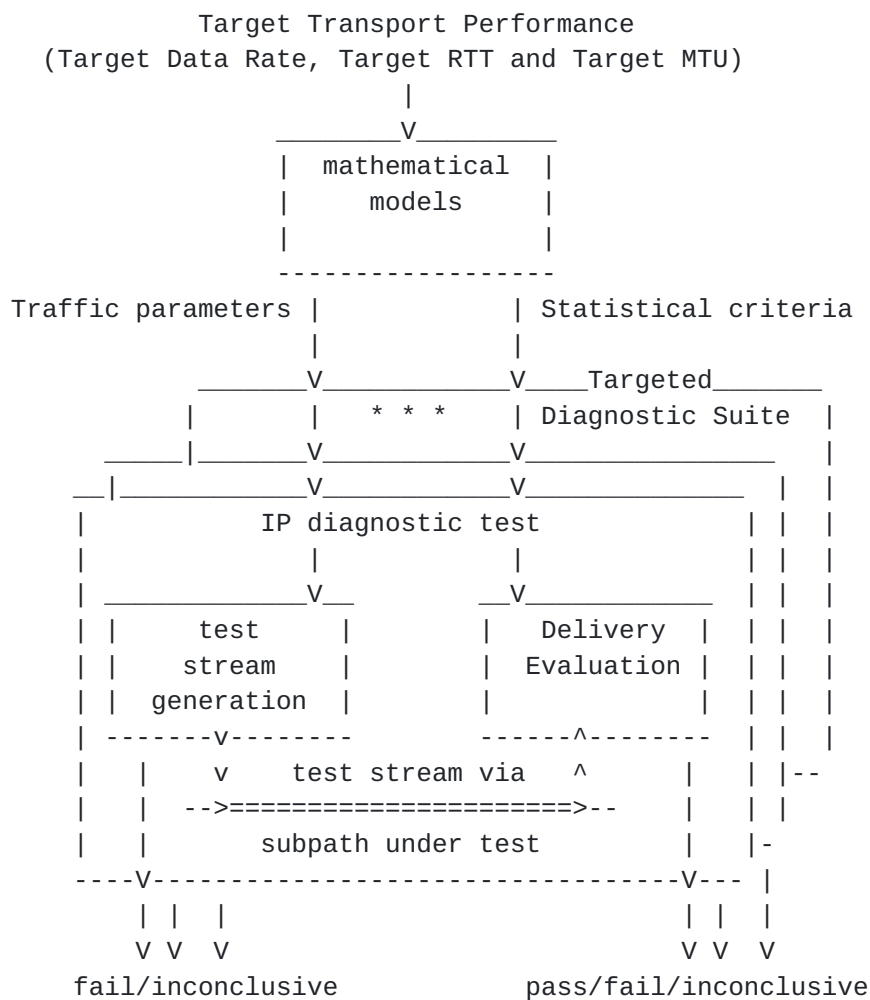 Target Transport Performance
(Target Data Rate, Target RTT and Target MTU)
mathematical
models
Traffic parameters
Statistical criteria
Targeted
* * *
Diagnostic Suite
IP diagnostic test
test
Delivery
stream
Evaluation
generation
test stream via
subpath under test
fail/inconclusive
pass/fail/inconclusive